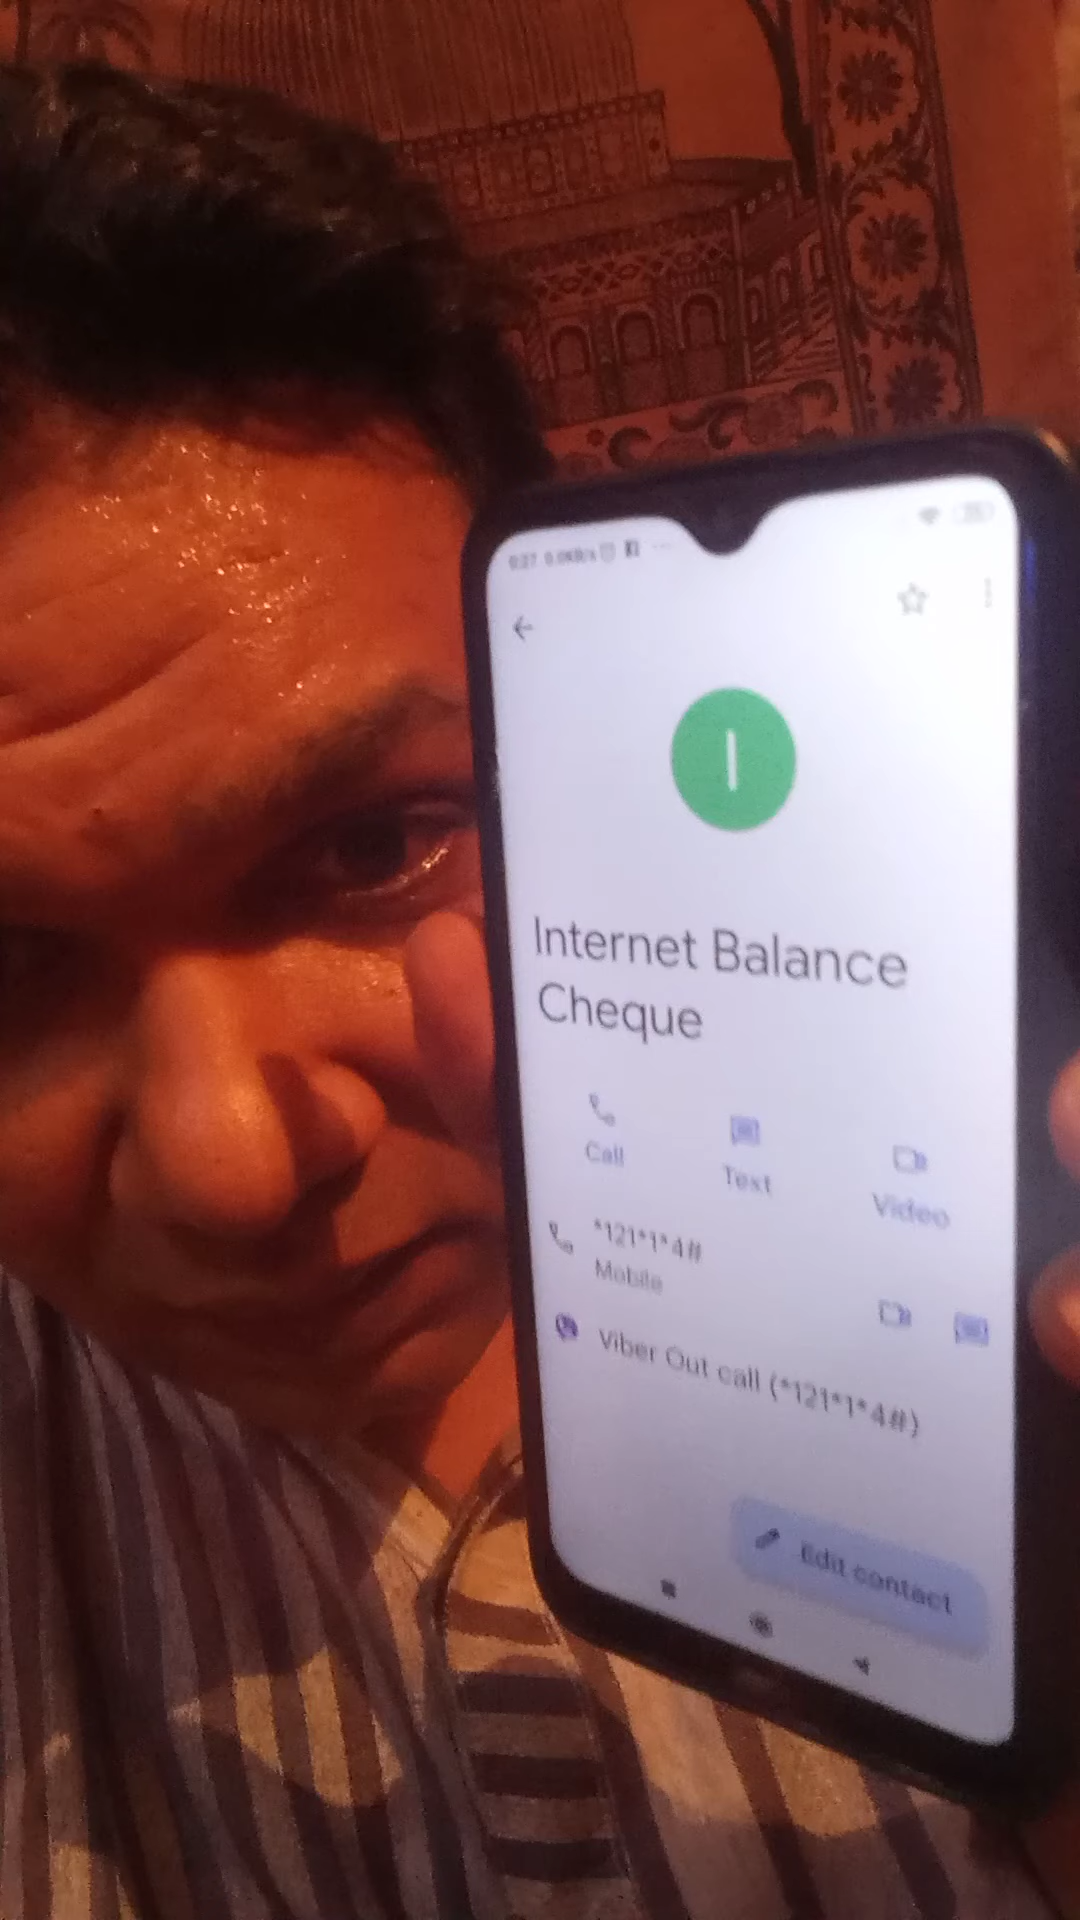 I
Internet Balance
Cheque
Call
Text
Video
*121*1*4#
Mobile
Viber Out call (*121*1*4#)
Edit contact